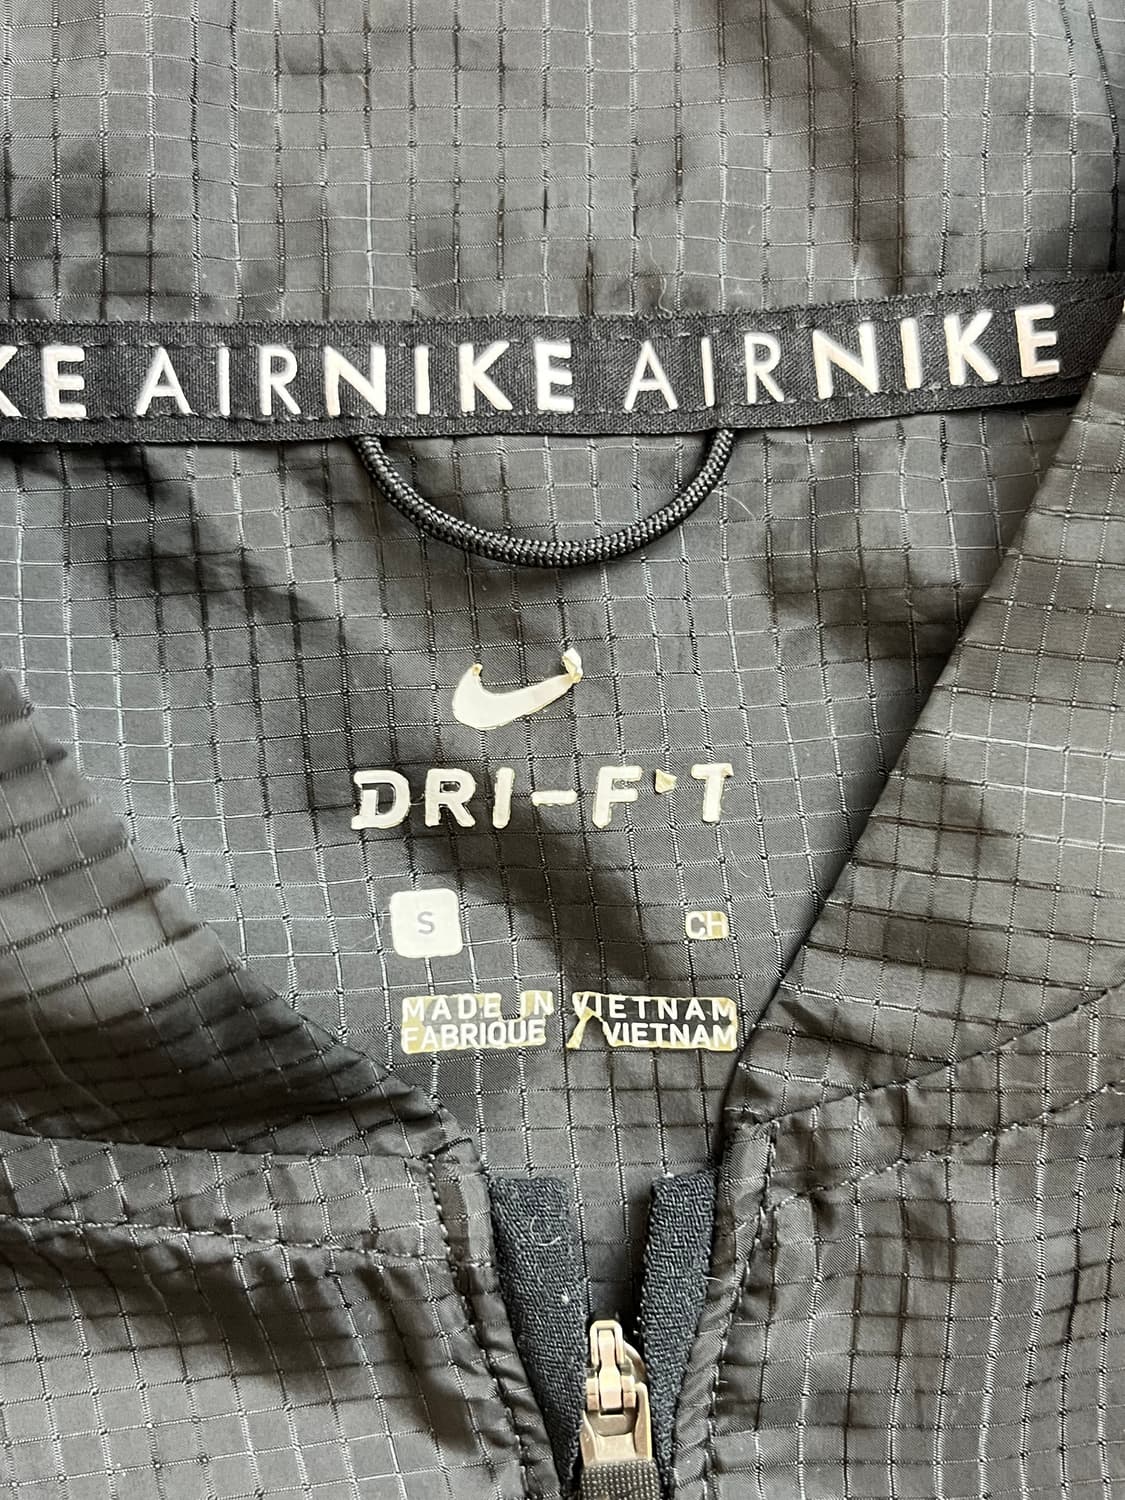 KE AIRNIKE AIRNIKE
DRI-F'T
S CH
MADE IN VIETNAM
FABRIQUE / VIETNAM